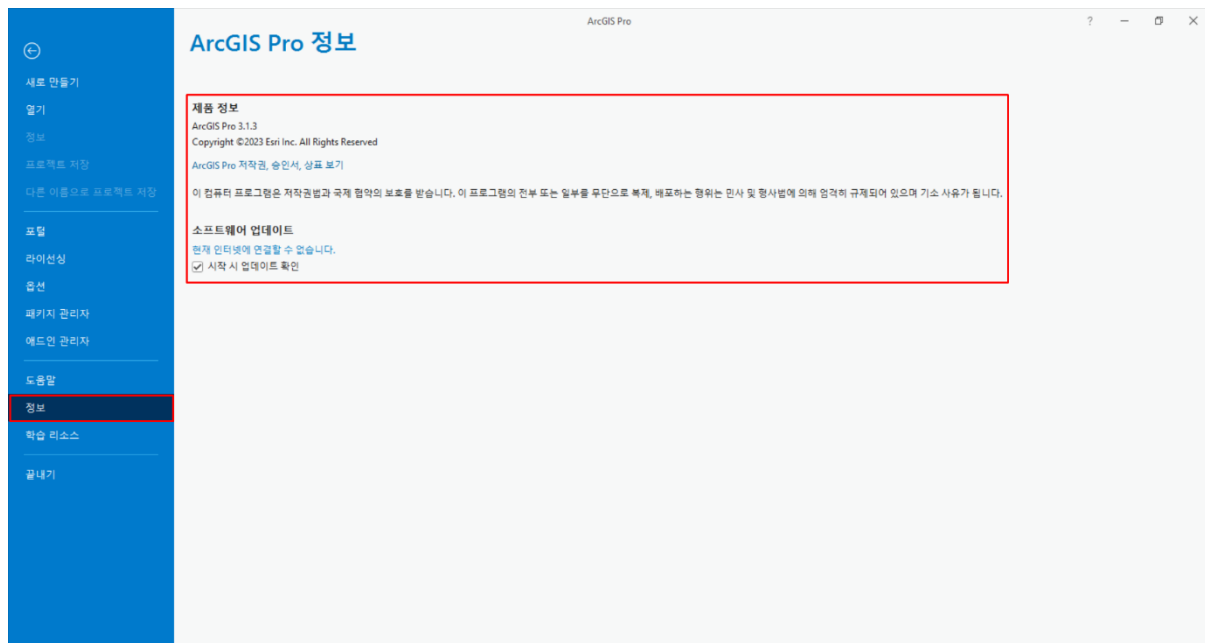 ArcGIS Pro
?
ArcGIS Pro 정보
새로 만들기
열기
정보
프로젝트 저장
다른 이름으로 프로젝트 저장
포털
라이선싱
옵션
패키지 관리자
애드인 관리자
도움말
정보
학습 리소스
끝내기
제품 정보
ArcGIS Pro 3.1.3
Copyright ©2023 Esri Inc. All Rights Reserved
ArcGIS Pro 저작권, 승인서, 상표 보기
이 컴퓨터 프로그램은 저작권법과 국제 협약의 보호를 받습니다. 이 프로그램의 전부 또는 일부를 무단으로 복제, 배포하는 행위는 민사 및 형사법에 의해 엄격히 규제되어 있으며 기소 사유가 됩니다.
소프트웨어 업데이트
현재 인터넷에 연결할 수 없습니다.
시작 시 업데이트 확인